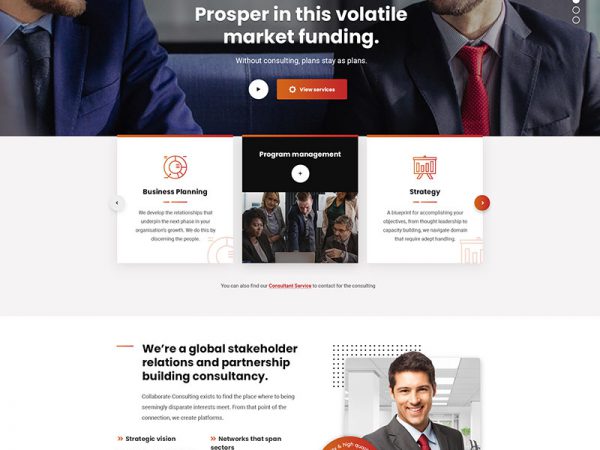 Prosper in this volatile
market funding.
Without consulting, plans stay as plans.
View services
Business Planning
We develop the relationships that
underpin the next phase in your
organisation's growth. We do this by
discerning the people.
Program management
Strategy
A blueprint for accomplishing your
objectives, from thought leadership to
capacity building, we navigate domain
that require adept handling.
You can also find our Consultant Service to contact for the consulting
We're a global stakeholder
relations and partnership
building consultancy.
Collaborate Consulting exists to find the place where to being
seemingly disparate interests meet. From that point of the
connection, we create platforms.
Strategic vision
Networks that span
sectors
& high